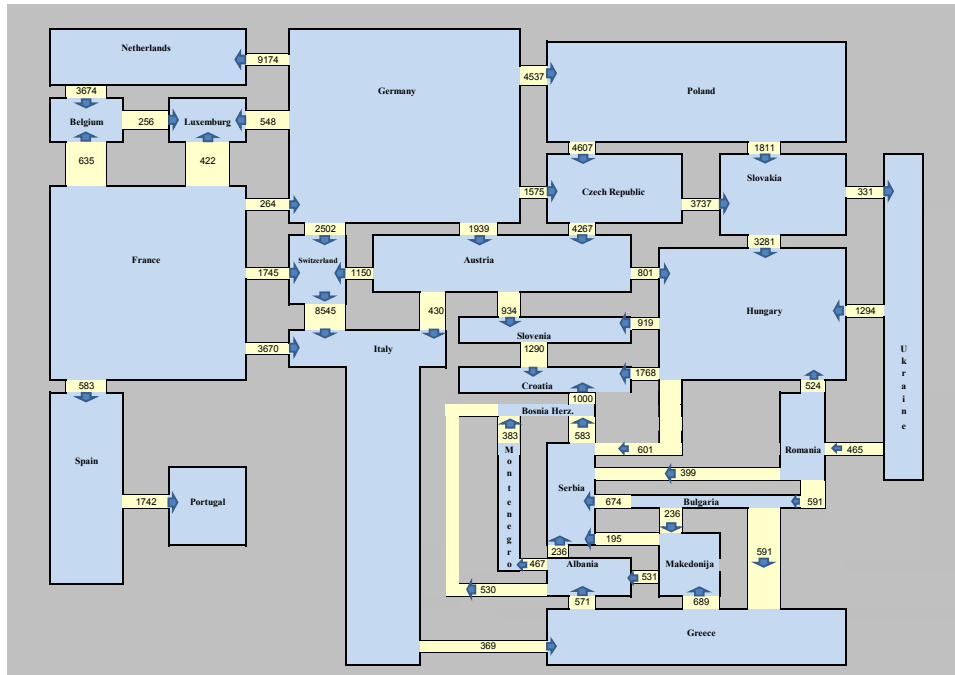 Netherlands
9174
Germany
4537
Poland
3674
Belgium
256
Luxemburg
548
635
422
4607
1811
Czech Republic
1575
3737
Slovakia
331
264
2502
1939
4267
3281
France
1745
Switzerland
1150
Austria
801
Hungary
1294
8545
430
934
Slovenia
919
3670
Italy
1290
U
k
r
a
i
n
e
1768
Croatia
583
1000
524
Bosnia Herz.
383
583
601
Romania
465
Spain
M
o
n
t
e
n
e
g
r
o
Serbia
399
1742
Portugal
674
Bulgaria
591
236
195
236
591
467
Albania
531
Makedonija
530
571
689
369
Greece